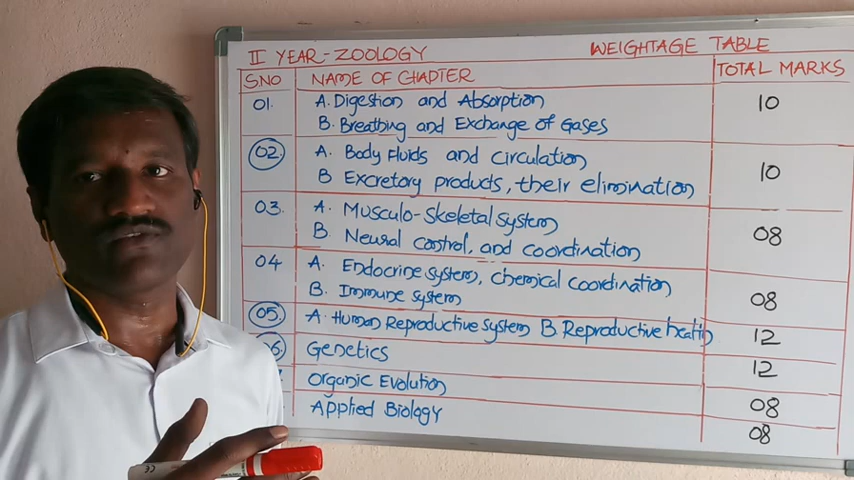 II YEAR-ZOOLOGY WEIGHTAGE TABLE
S.NO NAME OF CHAPTER TOTAL MARKS
01. A. Digestion and Absorption 10
B. Breathing and Exchange of Gases
02 A. Body Fluids and circulation 10
B Excretory products, their elimination
03. A. Musculo-skeletal system 08
B. Neural control, and coordination
04 A. Endocrine system, chemical coordination 08
B. Immune system
05 A. Human Reproductive system B. Reproductive health 12
06 Genetics 12
Organic Evolution 08
Applied Biology 08